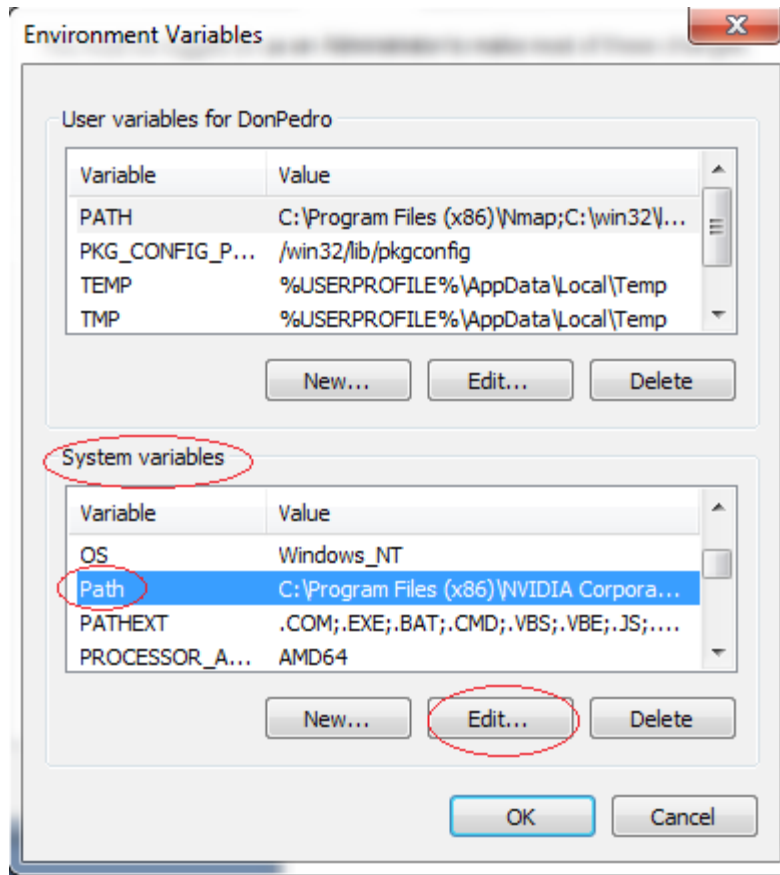 Environment Variables
User variables for DonPedro
Variable Value
PATH C:\Program Files (x86)\Nmap;C:\win32\l...
PKG_CONFIG_P... /win32/lib/pkgconfig
TEMP %USERPROFILE%\AppData\Local\Temp
TMP %USERPROFILE%\AppData\Local\Temp
New... Edit... Delete
System variables
Variable Value
OS Windows_NT
Path C:\Program Files (x86)\NVIDIA Corpora...
PATHEXT .COM;.EXE;.BAT;.CMD;.VBS;.VBE;.JS;....
PROCESSOR_A... AMD64
New... Edit... Delete
OK Cancel